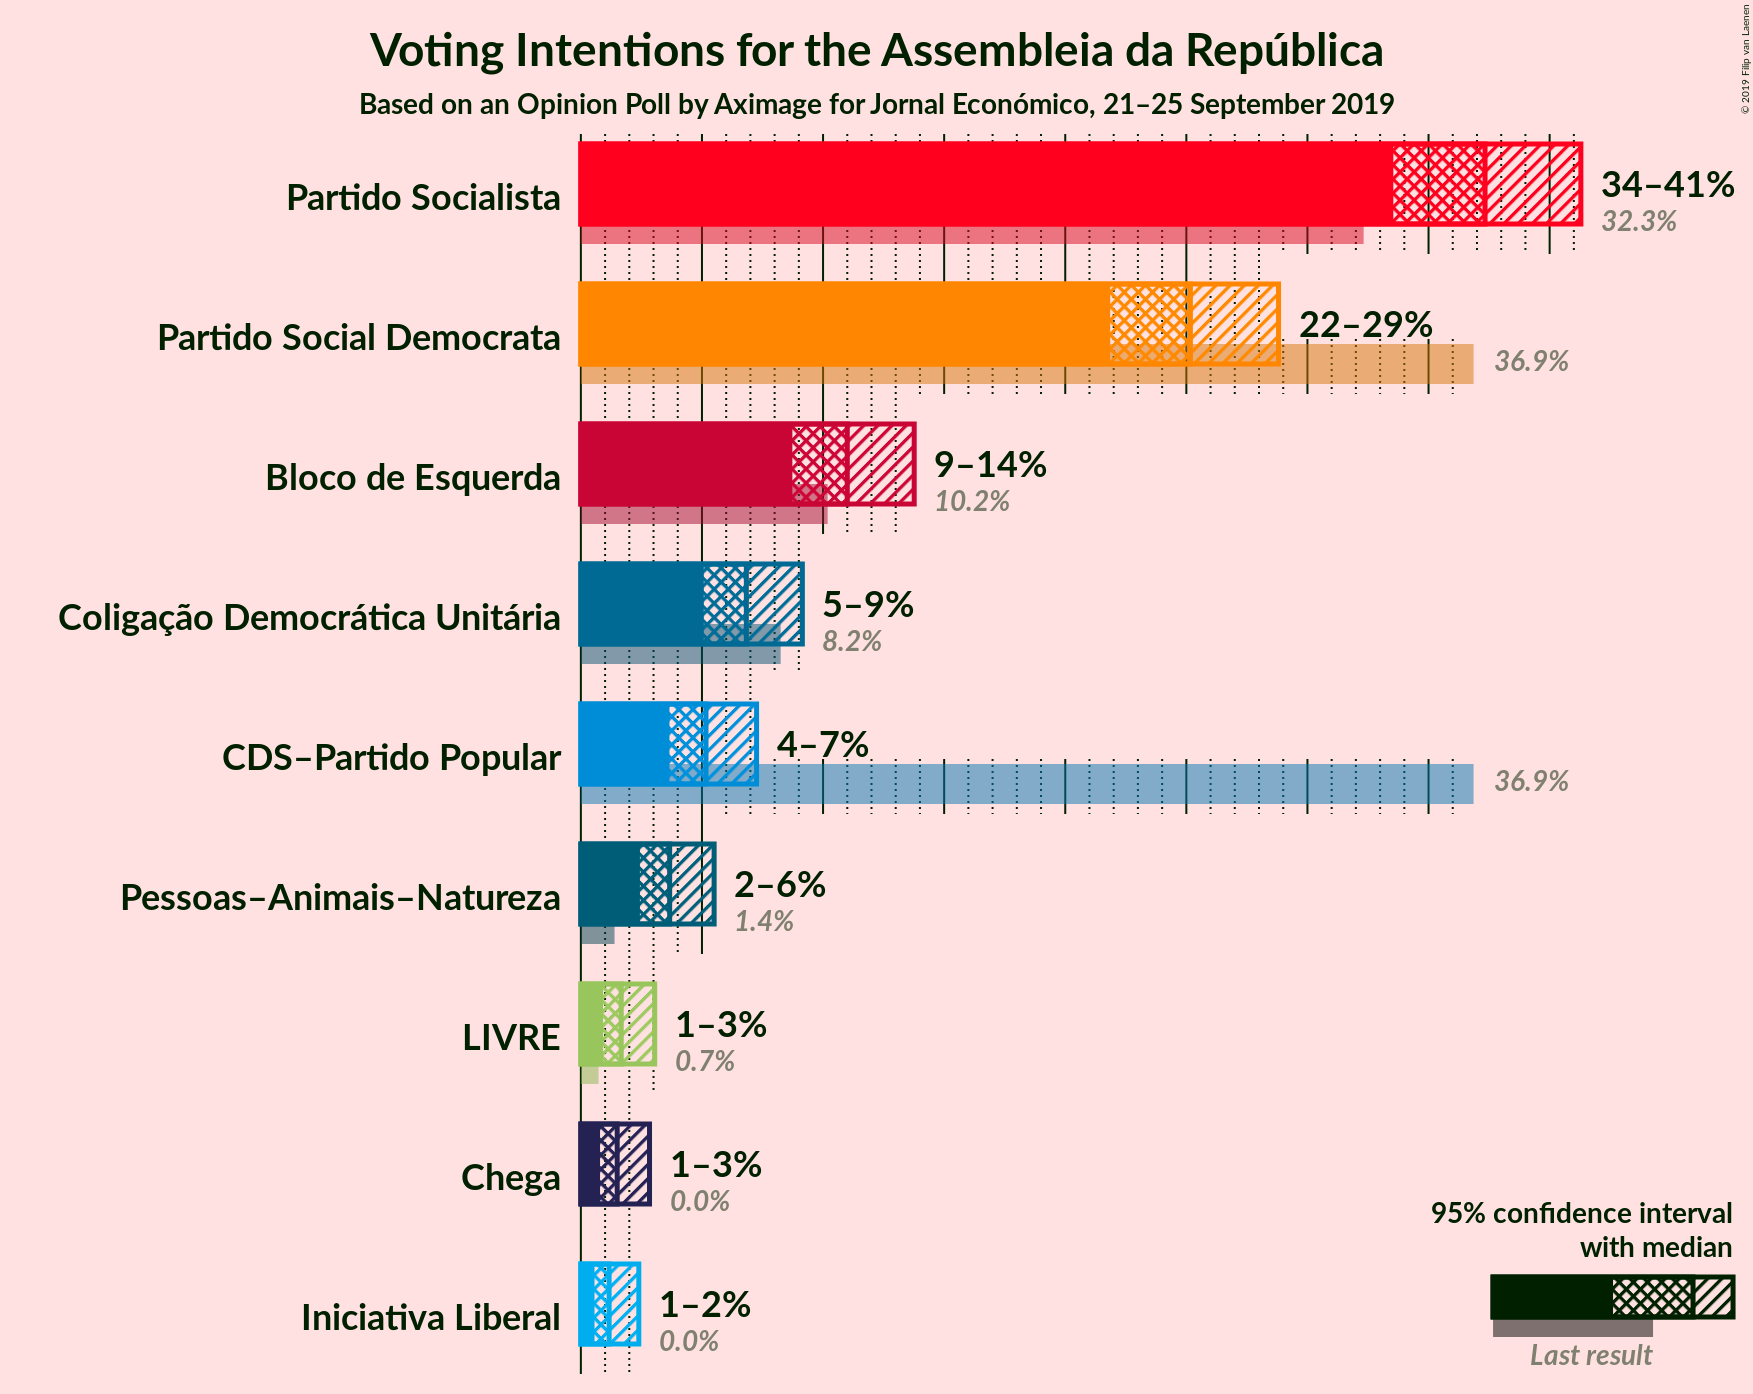 Voting Intentions for the Assembleia da República
Based on an Opinion Poll by Aximage for Jornal Económico, 21–25 September 2019
© 2019 Filip van Laenen
Partido Socialista
34–41%
32.3%
Partido Social Democrata
22–29%
36.9%
Bloco de Esquerda
9–14%
10.2%
Coligação Democrática Unitária
5–9%
8.2%
CDS–Partido Popular
4–7%
36.9%
Pessoas–Animais–Natureza
2–6%
1.4%
LIVRE
1–3%
0.7%
Chega
1–3%
0.0%
Iniciativa Liberal
1–2%
0.0%
95% confidence interval
with median
Last result